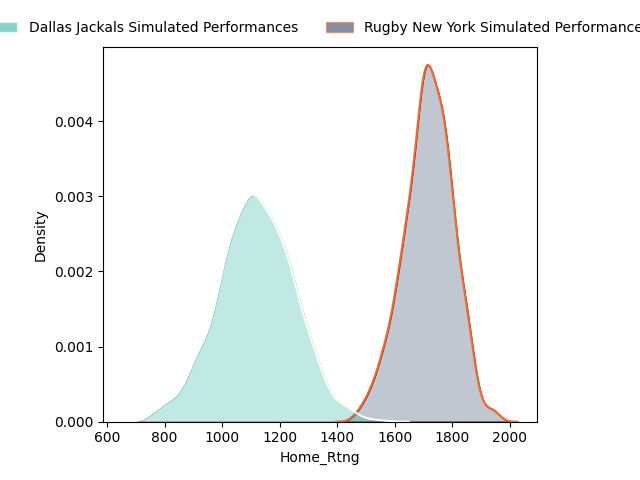 Dallas Jackals Simulated Performances
Rugby New York Simulated Performance
0.004
0.003
0.002
0.001
0.000
Density
600 800 1000 1200 1400 1600 1800 2000
Home_Rtng